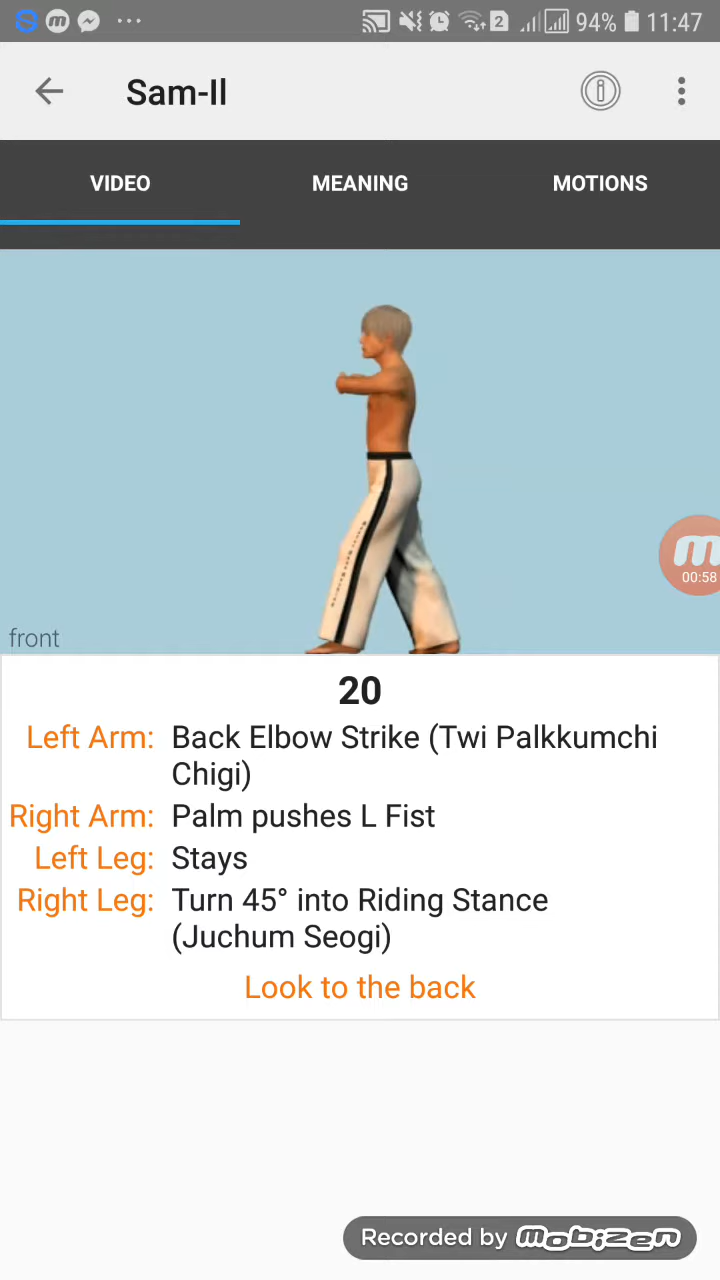 2 94% 11:47
Sam-Il
VIDEO MEANING MOTIONS
00:58
front
20
Left Arm: Back Elbow Strike (Twi Palkkumchi
Chigi)
Right Arm: Palm pushes L Fist
Left Leg: Stays
Right Leg: Turn 45° into Riding Stance
(Juchum Seogi)
Look to the back
Recorded by mobizen